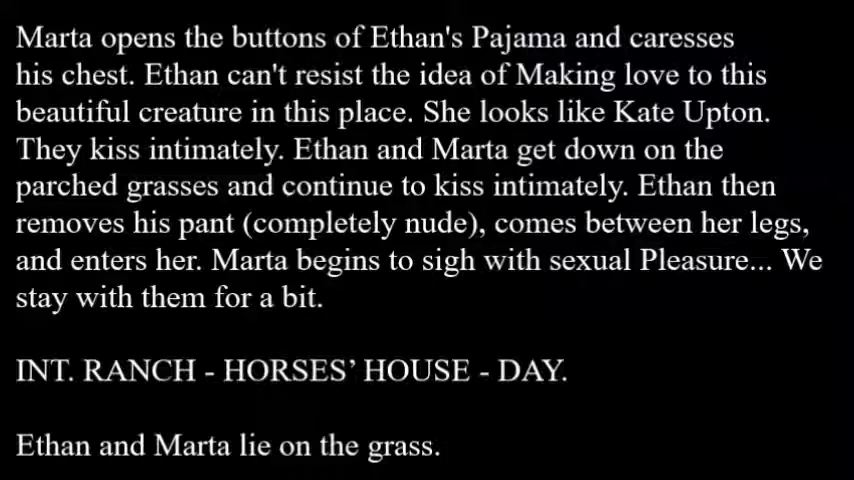 Marta opens the buttons of Ethan's Pajama and caresses
his chest. Ethan can't resist the idea of Making love to this
beautiful creature in this place. She looks like Kate Upton.
They kiss intimately. Ethan and Marta get down on the
parched grasses and continue to kiss intimately. Ethan then
removes his pant (completely nude), comes between her legs,
and enters her. Marta begins to sigh with sexual Pleasure... We
stay with them for a bit.
INT. RANCH - HORSES’ HOUSE - DAY.
Ethan and Marta lie on the grass.